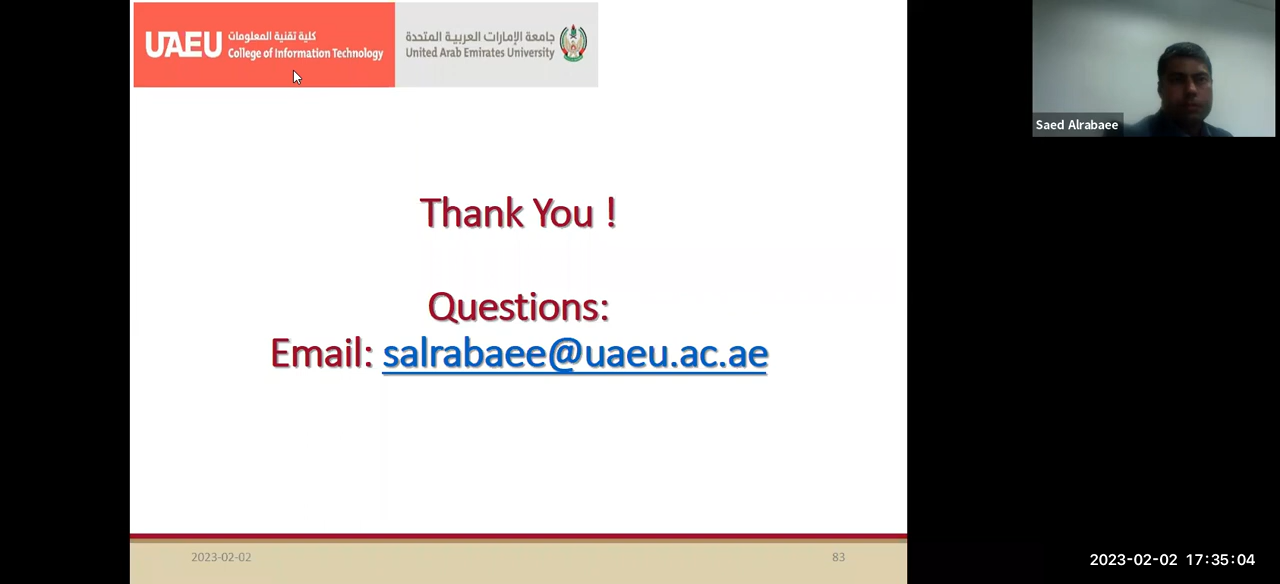 UAEU
كلية تقنية المعلومات
College of Information Technology
جامعة الإمارات العربية المتحدة
United Arab Emirates University
Saed Alrabaee
Thank You !
Questions:
Email: salrabaee@uaeu.ac.ae
2023-02-02
83
2023-02-02 17:35:04